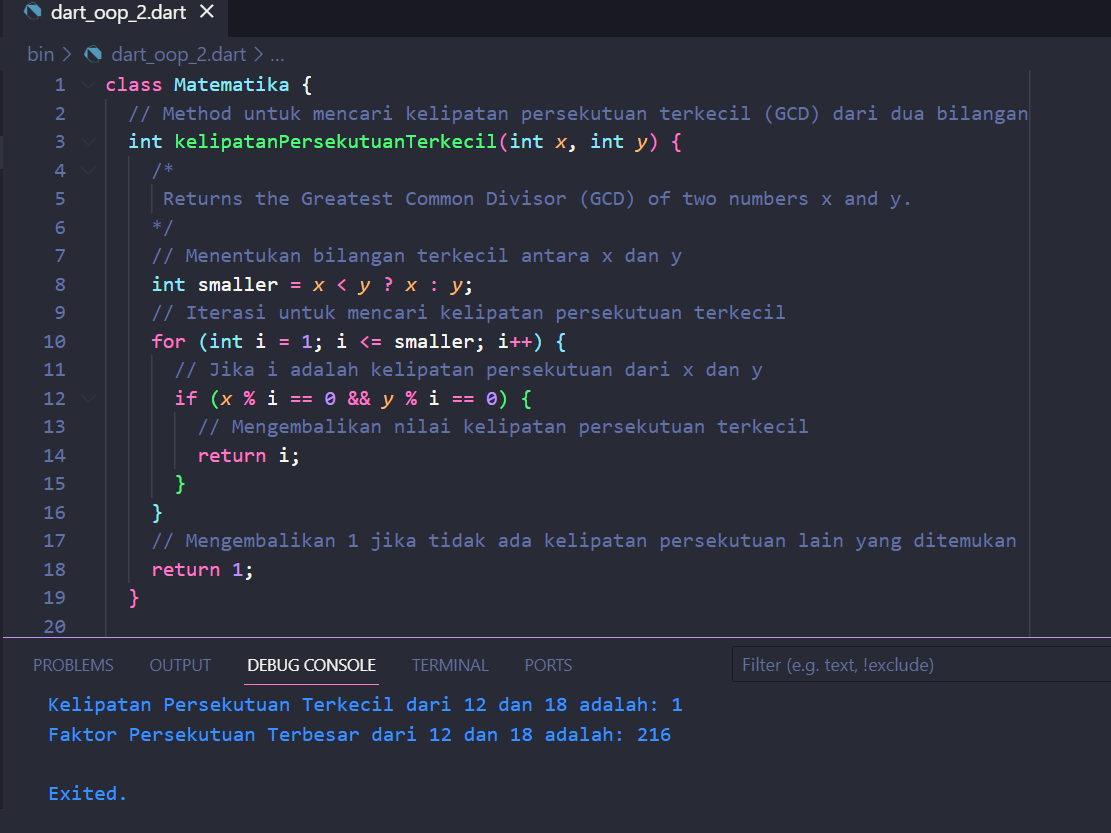 dart_oop_2.dart ×
bin > dart_oop_2.dart > ...
1 class Matematika {
2 // Method untuk mencari kelipatan persekutuan terkecil (GCD) dari dua bilangan
3 int kelipatanPersekutuanTerkecil(int x, int y) {
4 /*
5 Returns the Greatest Common Divisor (GCD) of two numbers x and y.
6 */
7 // Menentukan bilangan terkecil antara x dan y
8 int smaller = x < y ? x : y;
9 // Iterasi untuk mencari kelipatan persekutuan terkecil
10 for (int i = 1; i <= smaller; i++) {
11 // Jika i adalah kelipatan persekutuan dari x dan y
12 if (x % i == 0 && y % i == 0) {
13 // Mengembalikan nilai kelipatan persekutuan terkecil
14 return i;
15 }
16 }
17 // Mengembalikan 1 jika tidak ada kelipatan persekutuan lain yang ditemukan
18 return 1;
19 }
20
PROBLEMS OUTPUT DEBUG CONSOLE TERMINAL PORTS Filter (e.g. text, !exclude)
Kelipatan Persekutuan Terkecil dari 12 dan 18 adalah: 1
Faktor Persekutuan Terbesar dari 12 dan 18 adalah: 216
Exited.